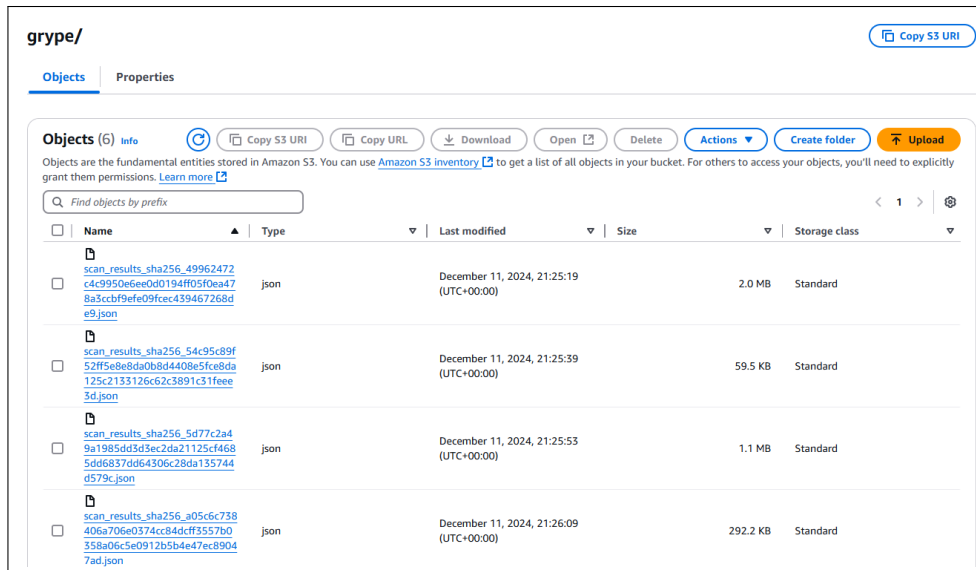 grype/
Copy S3 URI
Objects
Properties
Objects (6) Info
Copy S3 URI
Copy URL
Download
Open
Delete
Actions
Create folder
Upload
Objects are the fundamental entities stored in Amazon S3. You can use Amazon S3 inventory to get a list of all objects in your bucket. For others to access your objects, you'll need to explicitly
grant them permissions. Learn more
Find objects by prefix
1
Name Type Last modified Size Storage class
scan_results_sha256_49962472
c4c9950e6ee0d0194ff05f0ea47
8a3ccbf9efe09fcec439467268d
e9.json
json
December 11, 2024, 21:25:19
(UTC+00:00)
2.0 MB
Standard
scan_results_sha256_54c95c89f
52ff5e8e8da0b8d4408e5fce8da
125c2133126c62c3891c31feee
3d.json
json
December 11, 2024, 21:25:39
(UTC+00:00)
59.5 KB
Standard
scan_results_sha256_5d77c2a4
9a1985dd3d3ec2da21125cf468
5dd6837dd64306c28da135744
d579c.json
json
December 11, 2024, 21:25:53
(UTC+00:00)
1.1 MB
Standard
scan_results_sha256_a05c6c738
406a706e0374cc84dcff3557b0
358a06c5e0912b5b4e47ec8904
7ad.json
json
December 11, 2024, 21:26:09
(UTC+00:00)
292.2 KB
Standard